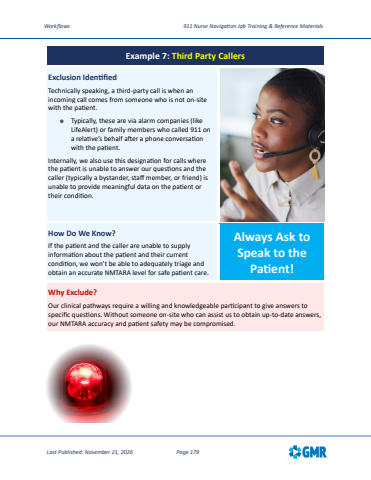 Workflows 911 Nurse Navigation Job Training & Reference Materials
Example 7: Third Party Callers
Exclusion Identified
Technically speaking, a third-party call is when an
incoming call comes from someone who is not on-site
with the patient.
• Typically, these are via alarm companies (like
LifeAlert) or family members who called 911 on
a relative's behalf after a phone conversation
with the patient.
Internally, we also use this designation for calls where
the patient is unable to answer our questions and the
caller (typically a bystander, staff member, or friend) is
unable to provide meaningful data on the patient or
their condition.
How Do We Know?
If the patient and the caller are unable to supply
information about the patient and their current
condition, we won't be able to adequately triage and
obtain an accurate NMTARA level for safe patient care.
Always Ask to
Speak to the
Patient!
Why Exclude?
Our clinical pathways require a willing and knowledgeable participant to give answers to
specific questions. Without someone on-site who can assist us to obtain up-to-date answers,
our NMTARA accuracy and patient safety may be compromised.
Last Published: November 21, 2026 Page 179
GMR